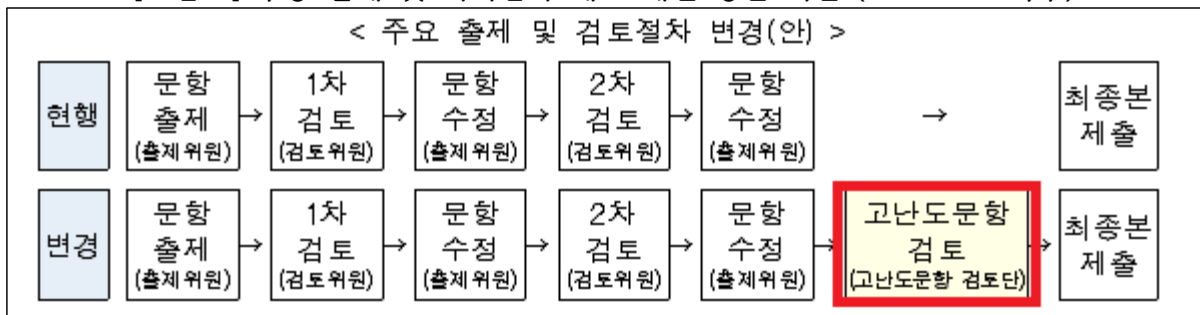 < 주요 출제 및 검토절차 변경(안) >
현행
문항
출제
(출제위원)
→
1차
검토
(검토위원)
→
문항
수정
(출제위원)
→
2차
검토
(검토위원)
→
문항
수정
(출제위원)
→
최종본
제출
변경
문항
출제
(출제위원)
→
1차
검토
(검토위원)
→
문항
수정
(출제위원)
→
2차
검토
(검토위원)
→
문항
수정
(출제위원)
→
고난도문항
검토
(고난도문항 검토단)
→
최종본
제출